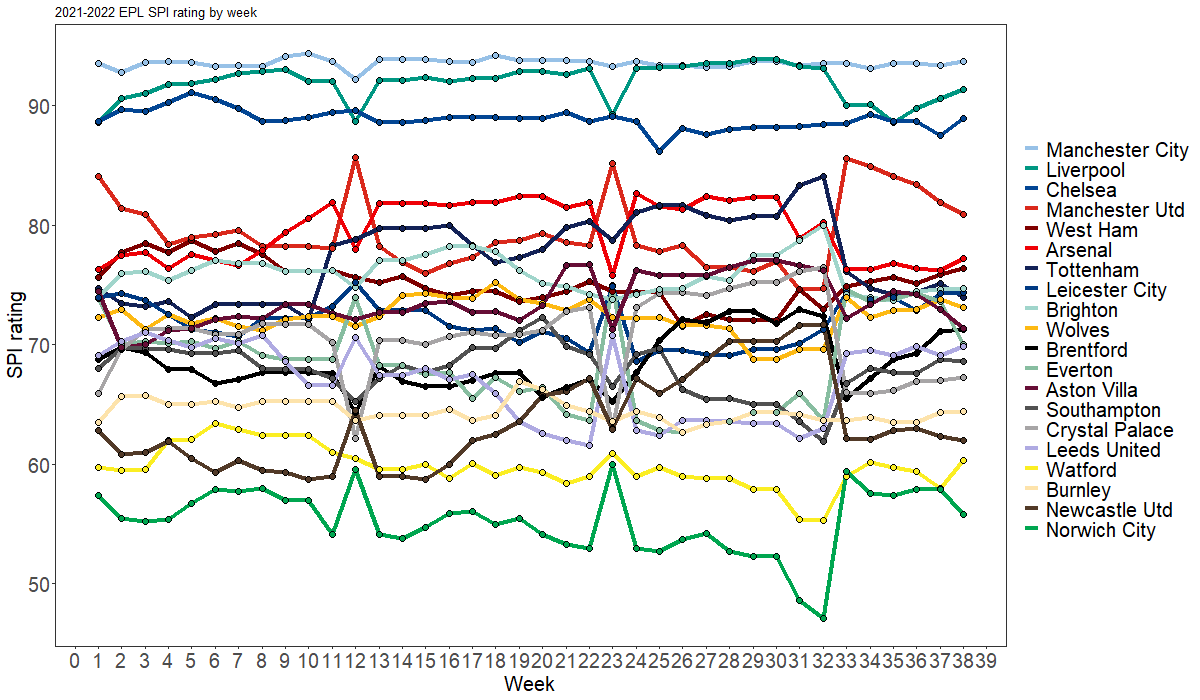 2021-2022 EPL SPI rating by week
SPI rating
90
80
70
60
50
0 1 2 3 4 5 6 7 8 9 10 11 12 13 14 15 16 17 18 19 20 21 22 23 24 25 26 27 28 29 30 31 32 33 34 35 36 37 38 39
Week
Manchester City
Liverpool
Chelsea
Manchester Utd
West Ham
Arsenal
Tottenham
Leicester City
Brighton
Wolves
Brentford
Everton
Aston Villa
Southampton
Crystal Palace
Leeds United
Watford
Burnley
Newcastle Utd
Norwich City